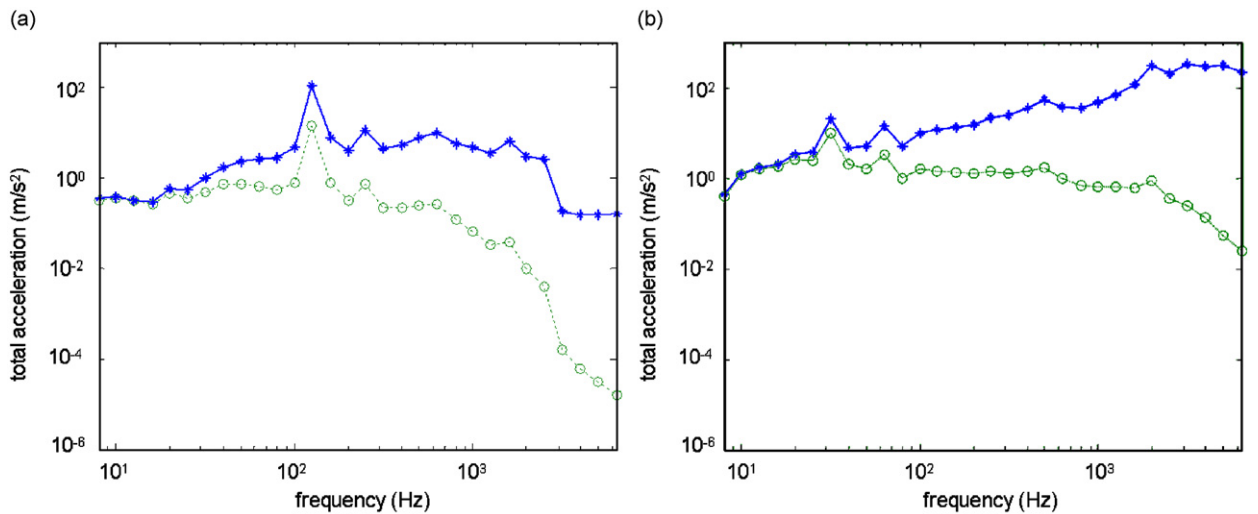 (a)
total acceleration (m/s²)
10²
10⁰
10⁻²
10⁻⁴
10⁻⁶
10¹
10²
10³
frequency (Hz)
(b)
total acceleration (m/s²)
10²
10⁰
10⁻²
10⁻⁴
10⁻⁶
10¹
10²
10³
frequency (Hz)